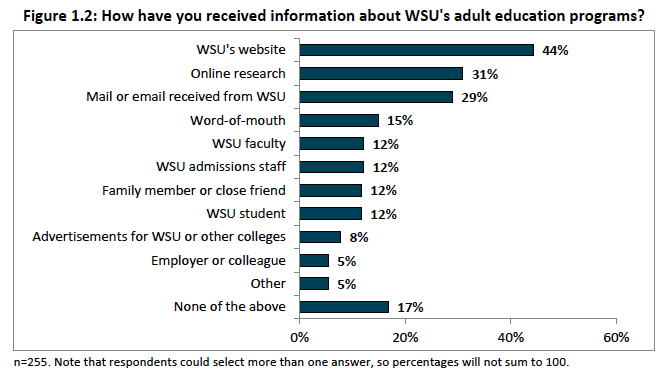 Figure 1.2: How have you received information about WSU's adult education programs?
WSU's website 44%
Online research 31%
Mail or email received from WSU 29%
Word-of-mouth 15%
WSU faculty 12%
WSU admissions staff 12%
Family member or close friend 12%
WSU student 12%
Advertisements for WSU or other colleges 8%
Employer or colleague 5%
Other 5%
None of the above 17%
0% 20% 40% 60%
n=255. Note that respondents could select more than one answer, so percentages will not sum to 100.